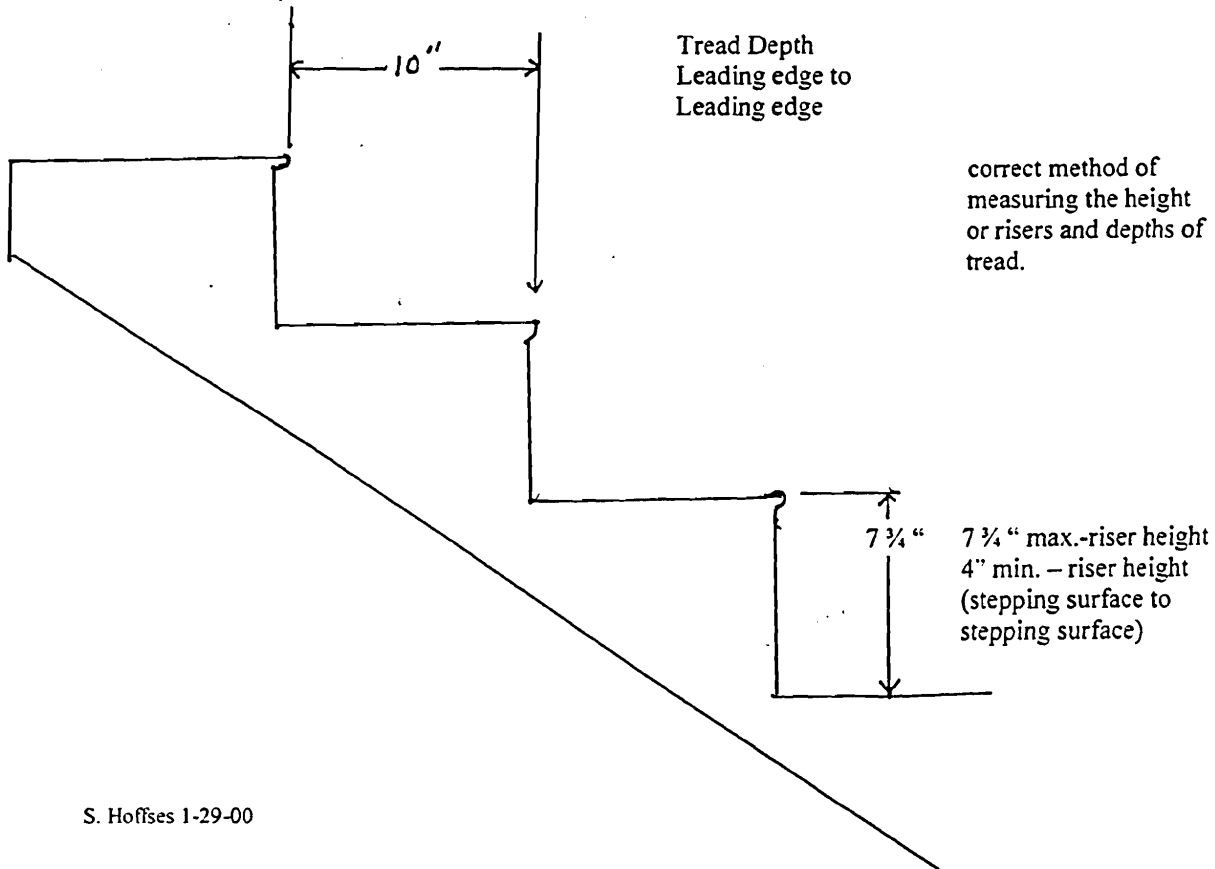 10"
Tread Depth
Leading edge to
Leading edge
correct method of
measuring the height
or risers and depths of
tread.
7 ¾ “
7 ¾ “ max.-riser height
4” min. – riser height
(stepping surface to
stepping surface)
S. Hoffses 1-29-00